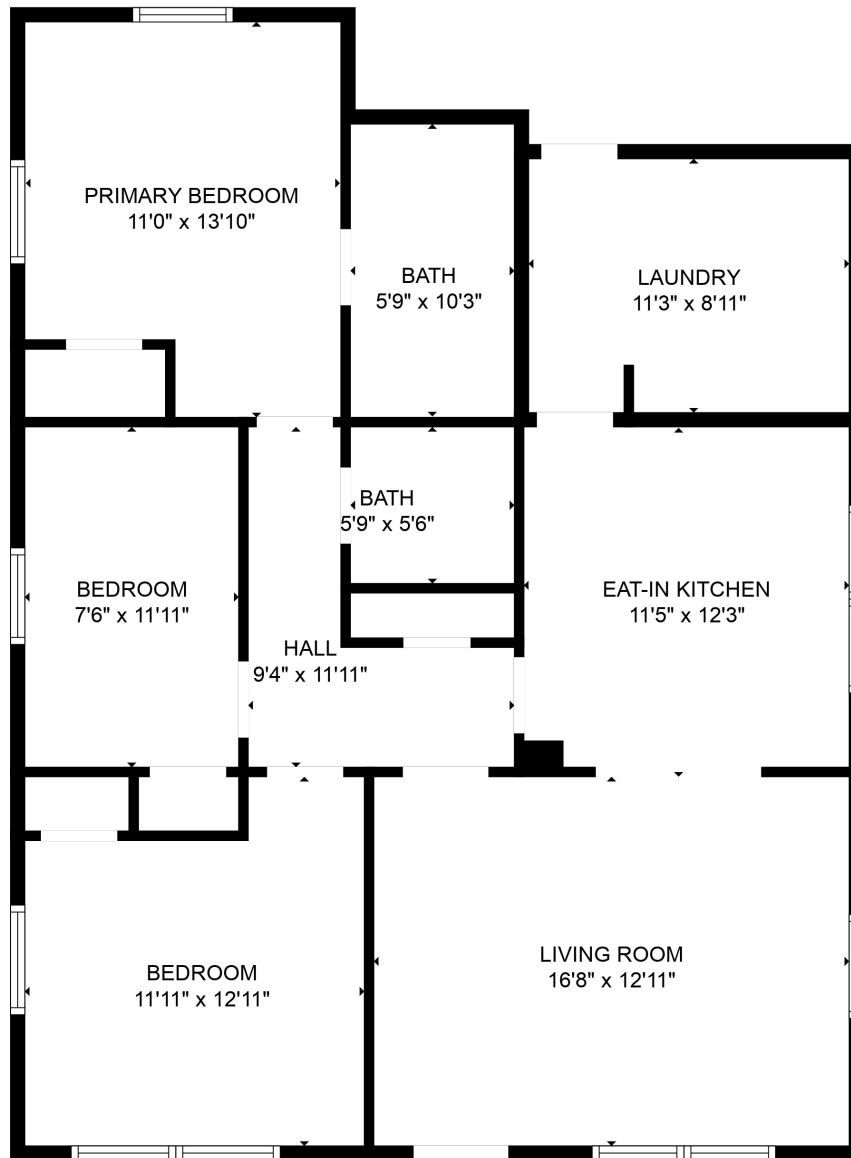 PRIMARY BEDROOM
11'0" x 13'10"
BATH
5'9" x 10'3"
LAUNDRY
11'3" x 8'11"
BATH
5'9" x 5'6"
BEDROOM
7'6" x 11'11"
EAT-IN KITCHEN
11'5" x 12'3"
HALL
9'4" x 11'11"
BEDROOM
11'11" x 12'11"
LIVING ROOM
16'8" x 12'11"